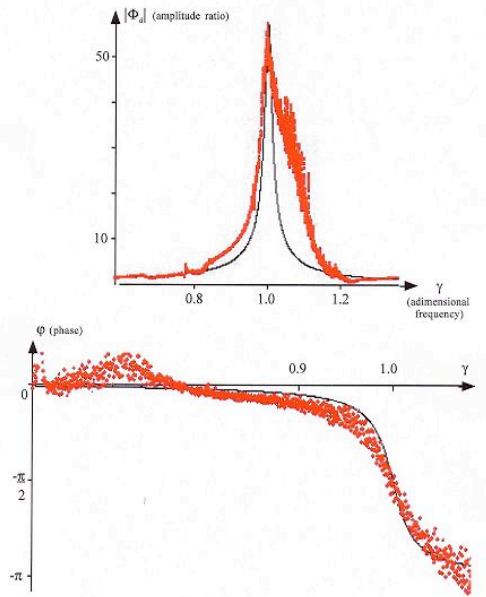 |Φd| (amplitude ratio)
50
10
0.8 1.0 1.2 γ
(adimensional
frequency)
φ (phase)
0.9 1.0 γ
0
-π
2
-π